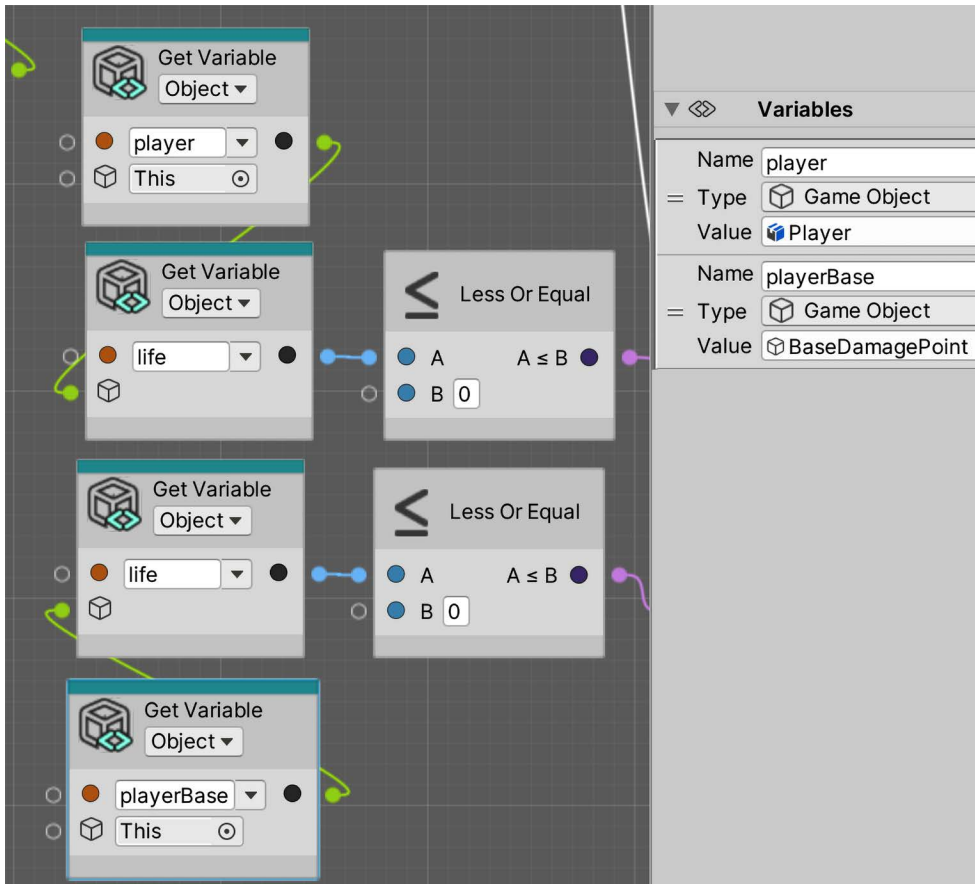 Get Variable
Object
player
This
Get Variable
Object
life
Less Or Equal
A
A ≤ B
B 0
Get Variable
Object
life
Less Or Equal
A
A ≤ B
B 0
Get Variable
Object
playerBase
This
Variables
Name player
Type Game Object
Value Player
Name playerBase
Type Game Object
Value BaseDamagePoint